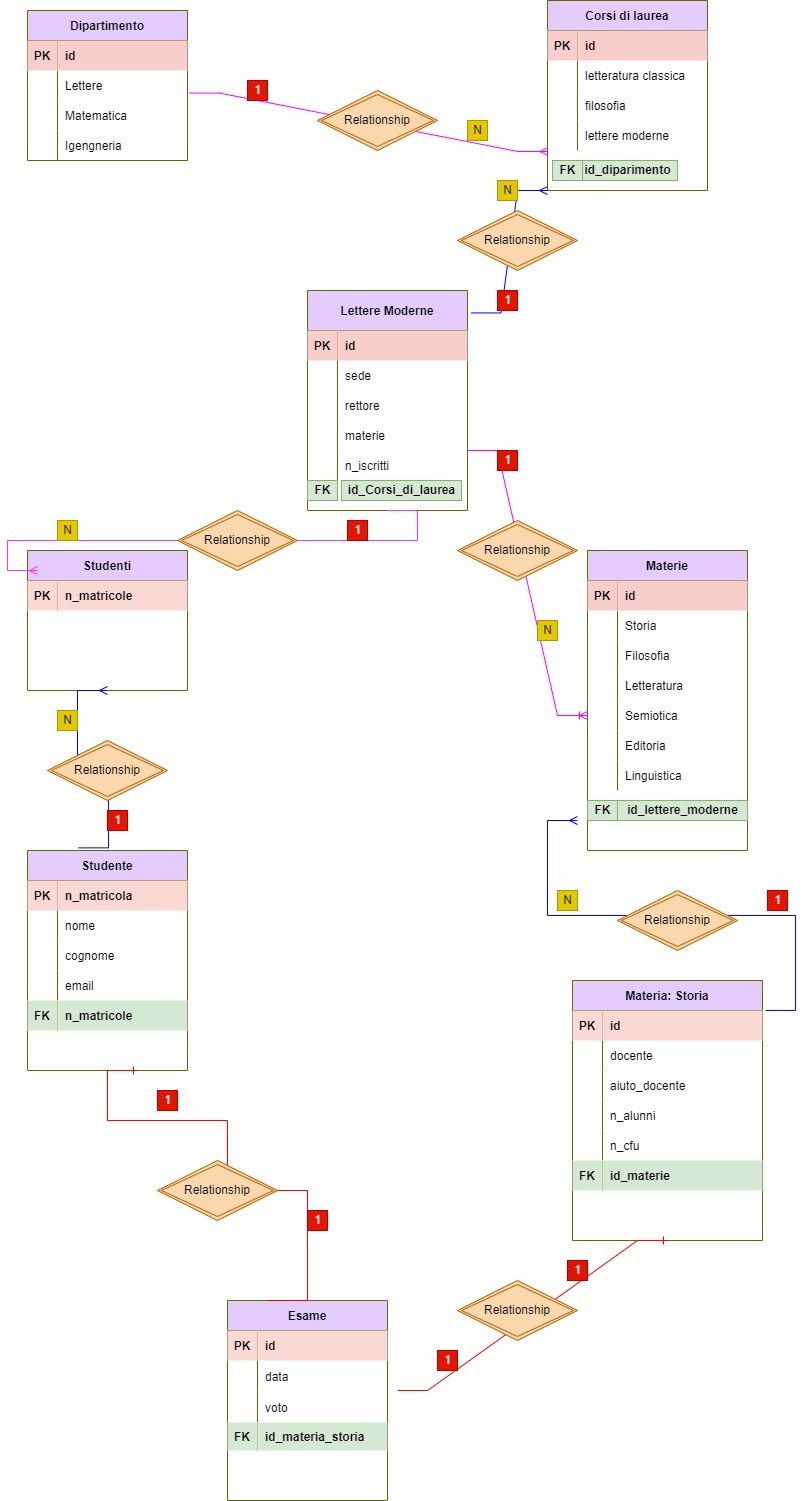 Dipartimento
PK id
Lettere
Matematica
Igengneria
1
Relationship
N
Corsi di laurea
PK id
letteratura classica
filosofia
lettere moderne
FK id_diparimento
N
Relationship
1
Lettere Moderne
PK id
sede
rettore
materie
n_iscritti
FK id_Corsi_di_laurea
1
Relationship
N
1
Relationship
N
Studenti
PK n_matricole
N
Relationship
1
Materie
PK id
Storia
Filosofia
Letteratura
Semiotica
Editoria
Linguistica
FK id_lettere_moderne
N
Relationship
1
Studente
PK n_matricola
nome
cognome
email
FK n_matricole
1
Relationship
1
Materia: Storia
PK id
docente
aiuto_docente
n_alunni
n_cfu
FK id_materie
1
Relationship
1
Esame
PK id
data
voto
FK id_materia_storia